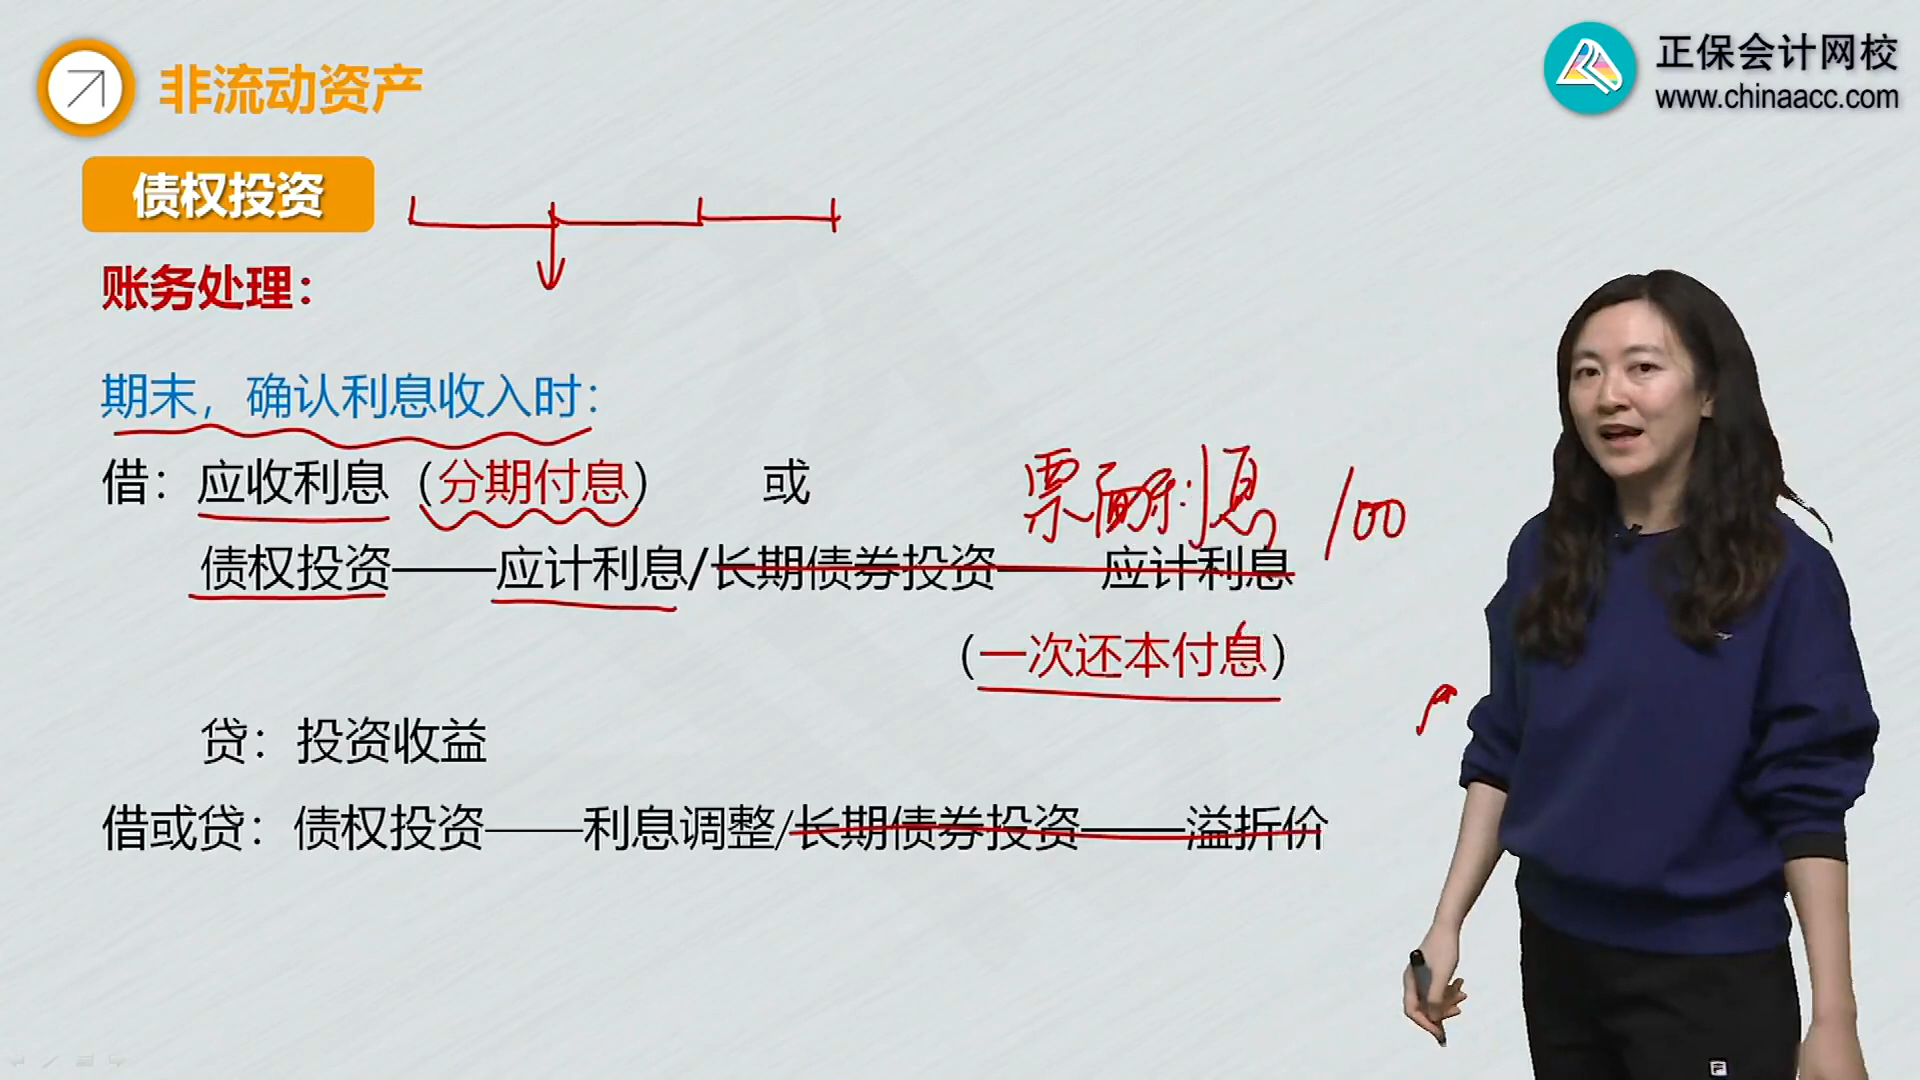 非流动资产
正保会计网校
www.chinaacc.com
债权投资
账务处理：
期末，确认利息收入时：
借：应收利息（分期付息） 或
票面利息 100
债权投资——应计利息/长期债券投资——应计利息
（一次还本付息）
贷：投资收益
借或贷：债权投资——利息调整/长期债券投资——溢折价